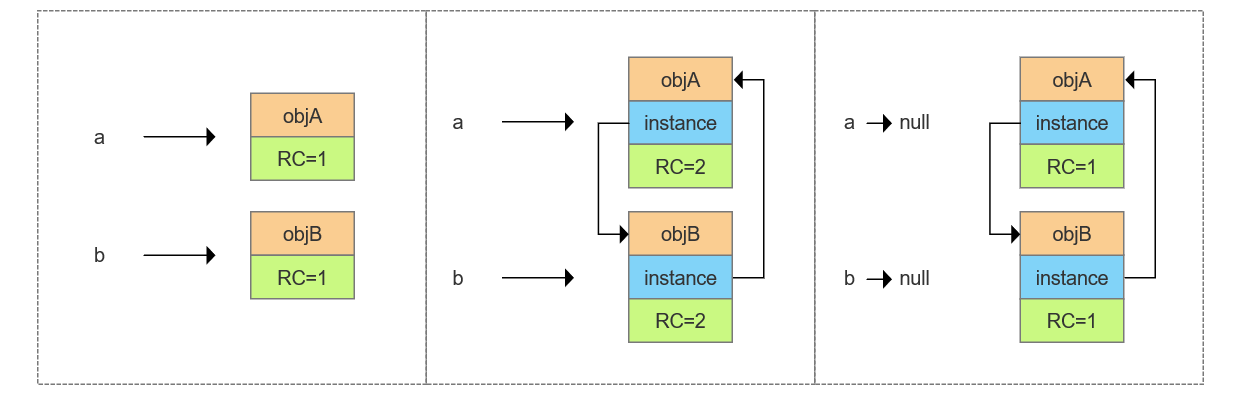 a
objA
RC=1
b
objB
RC=1
a
objA
instance
RC=2
b
objB
instance
RC=2
a
null
objA
instance
RC=1
b
null
objB
instance
RC=1